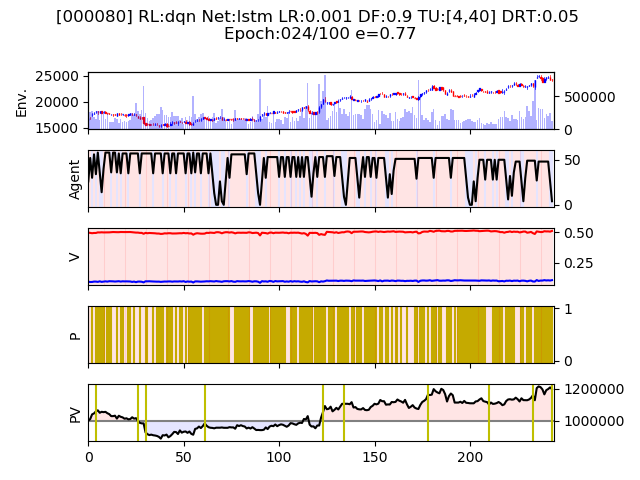 [000080] RL:dqn Net:lstm LR:0.001 DF:0.9 TU:[4,40] DRT:0.05
Epoch:024/100 e=0.77
Env.
25000
20000
15000
500000
0
Agent
50
0
V
0.50
0.25
P
1
0
PV
1200000
1000000
0 50 100 150 200